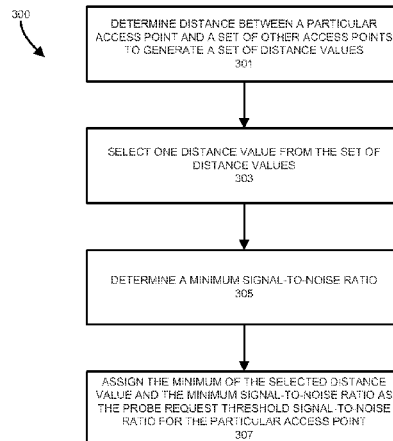 300
DETERMINE DISTANCE BETWEEN A PARTICULAR
ACCESS POINT AND A SET OF OTHER ACCESS POINTS
TO GENERATE A SET OF DISTANCE VALUES
301
SELECT ONE DISTANCE VALUE FROM THE SET OF
DISTANCE VALUES
303
DETERMINE A MINIMUM SIGNAL-TO-NOISE RATIO
305
ASSIGN THE MINIMUM OF THE SELECTED DISTANCE
VALUE AND THE MINIMUM SIGNAL-TO-NOISE RATIO AS
THE PROBE REQUEST THRESHOLD SIGNAL-TO-NOISE
RATIO FOR THE PARTICULAR ACCESS POINT
307